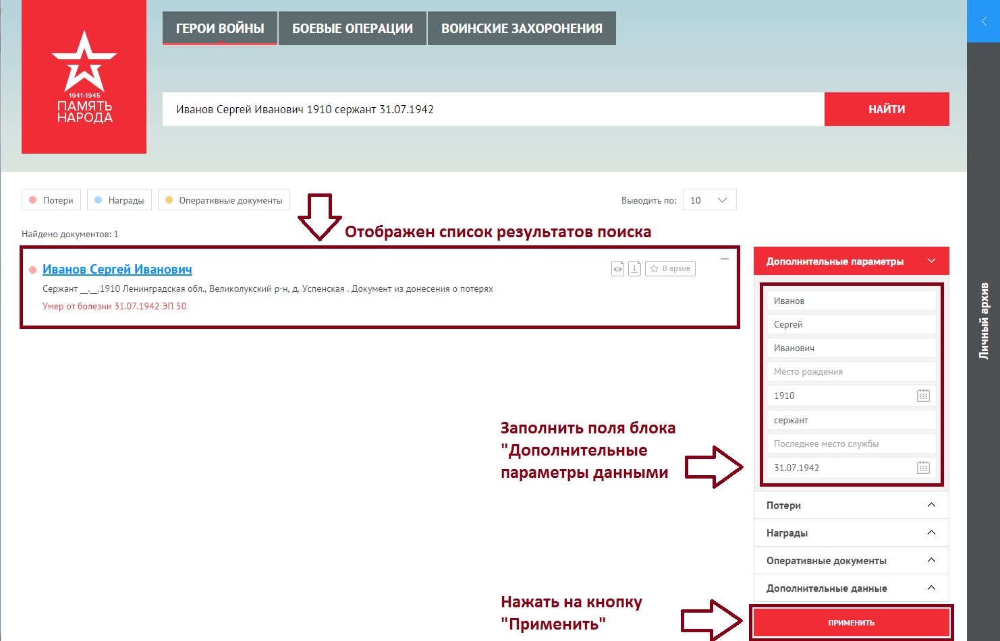 ГЕРОИ ВОЙНЫ
БОЕВЫЕ ОПЕРАЦИИ
ВОИНСКИЕ ЗАХОРОНЕНИЯ
1941-1945
ПАМЯТЬ
НАРОДА
Иванов Сергей Иванович 1910 сержант 31.07.1942
НАЙТИ
Потери
Награды
Оперативные документы
Выводить по:
10
Найдено документов: 1
Отображен список результатов поиска
Иванов Сергей Иванович
В архив
Сержант __.__.1910 Ленинградская обл., Великолукский р-н, д. Успенская . Документ из донесения о потерях
Умер от болезни 31.07.1942 ЭП 50
Дополнительные параметры
Иванов
Сергей
Иванович
Место рождения
1910
сержант
Последнее место службы
31.07.1942
Заполнить поля блока
"Дополнительные
параметры данными
Потери
Награды
Оперативные документы
Дополнительные данные
Нажать на кнопку
"Применить"
ПРИМЕНИТЬ
Личный архив